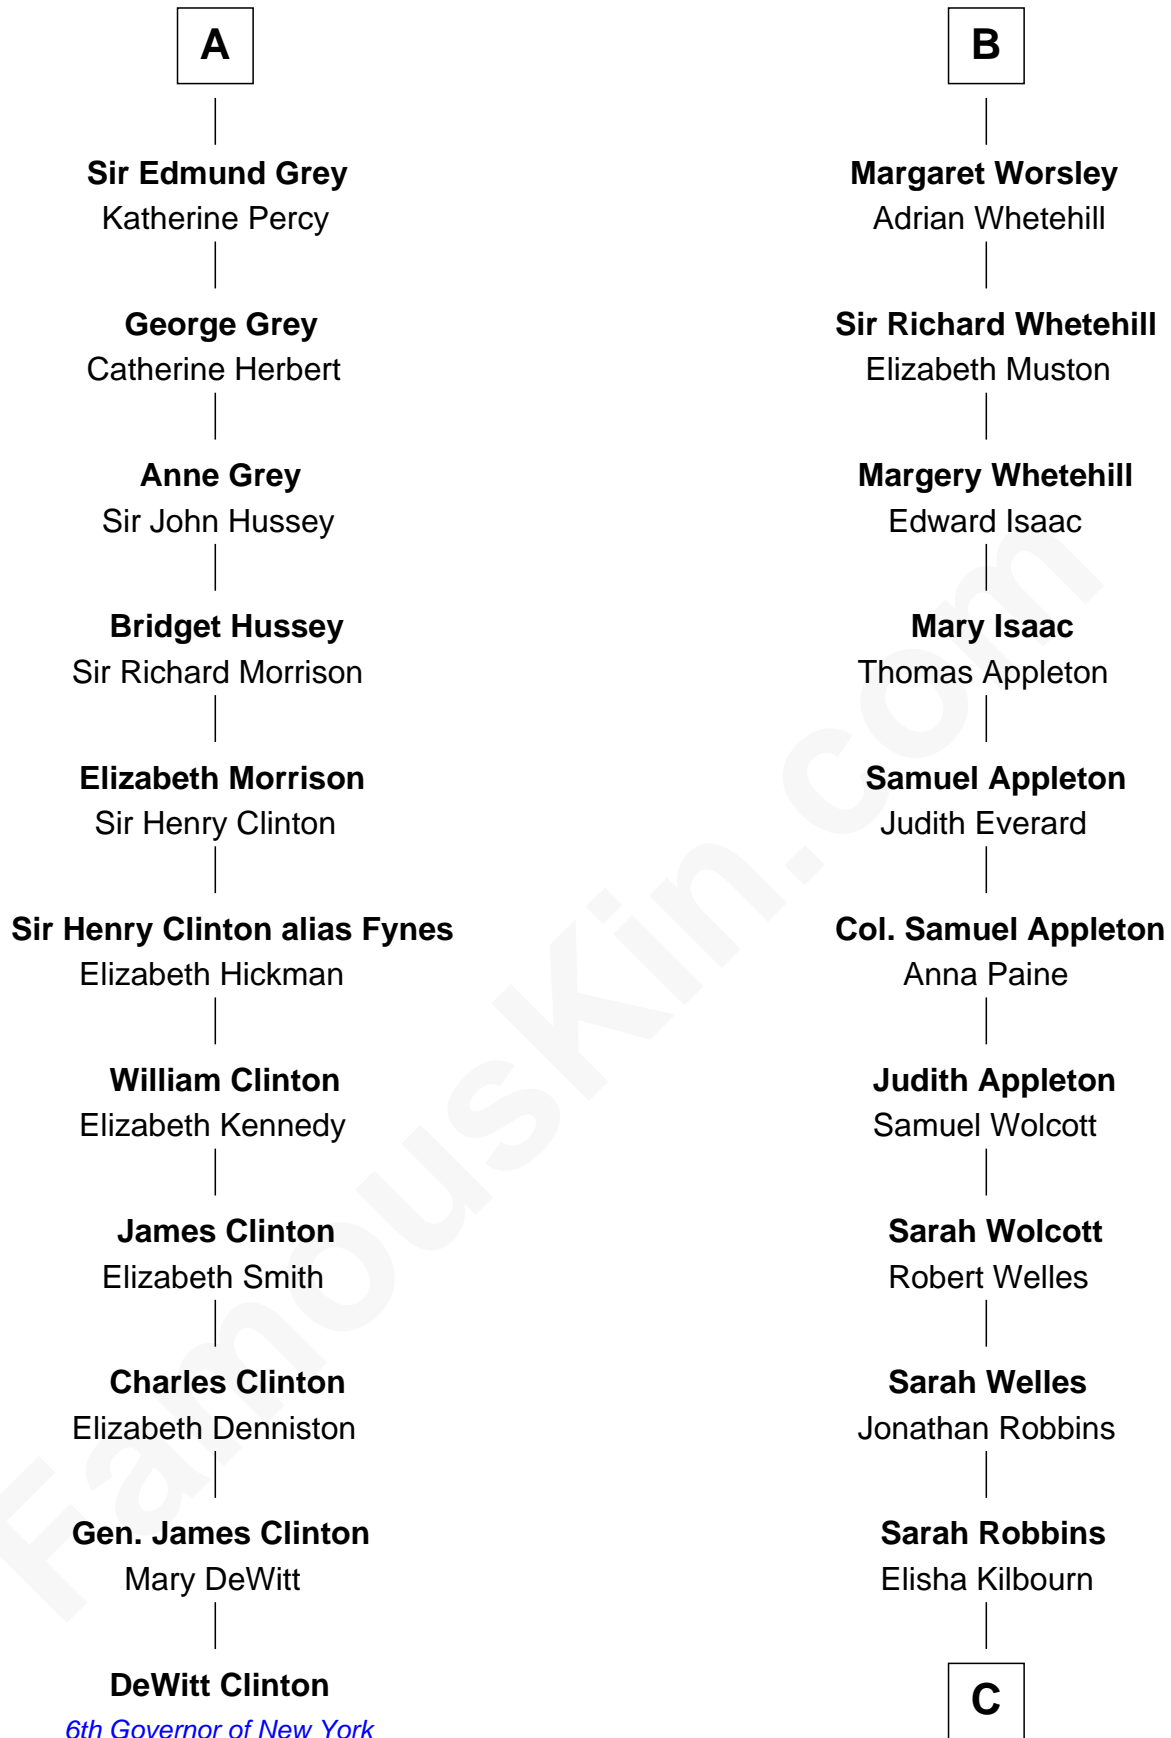 A
Sir Edmund Grey
Katherine Percy
George Grey
Catherine Herbert
Anne Grey
Sir John Hussey
Bridget Hussey
Sir Richard Morrison
Elizabeth Morrison
Sir Henry Clinton
Sir Henry Clinton alias Fynes
Elizabeth Hickman
William Clinton
Elizabeth Kennedy
James Clinton
Elizabeth Smith
Charles Clinton
Elizabeth Denniston
Gen. James Clinton
Mary DeWitt
DeWitt Clinton
6th Governor of New York
B
Margaret Worsley
Adrian Whetehill
Sir Richard Whetehill
Elizabeth Muston
Margery Whetehill
Edward Isaac
Mary Isaac
Thomas Appleton
Samuel Appleton
Judith Everard
Col. Samuel Appleton
Anna Paine
Judith Appleton
Samuel Wolcott
Sarah Wolcott
Robert Welles
Sarah Welles
Jonathan Robbins
Sarah Robbins
Elisha Kilbourn
C
FamousKin.com